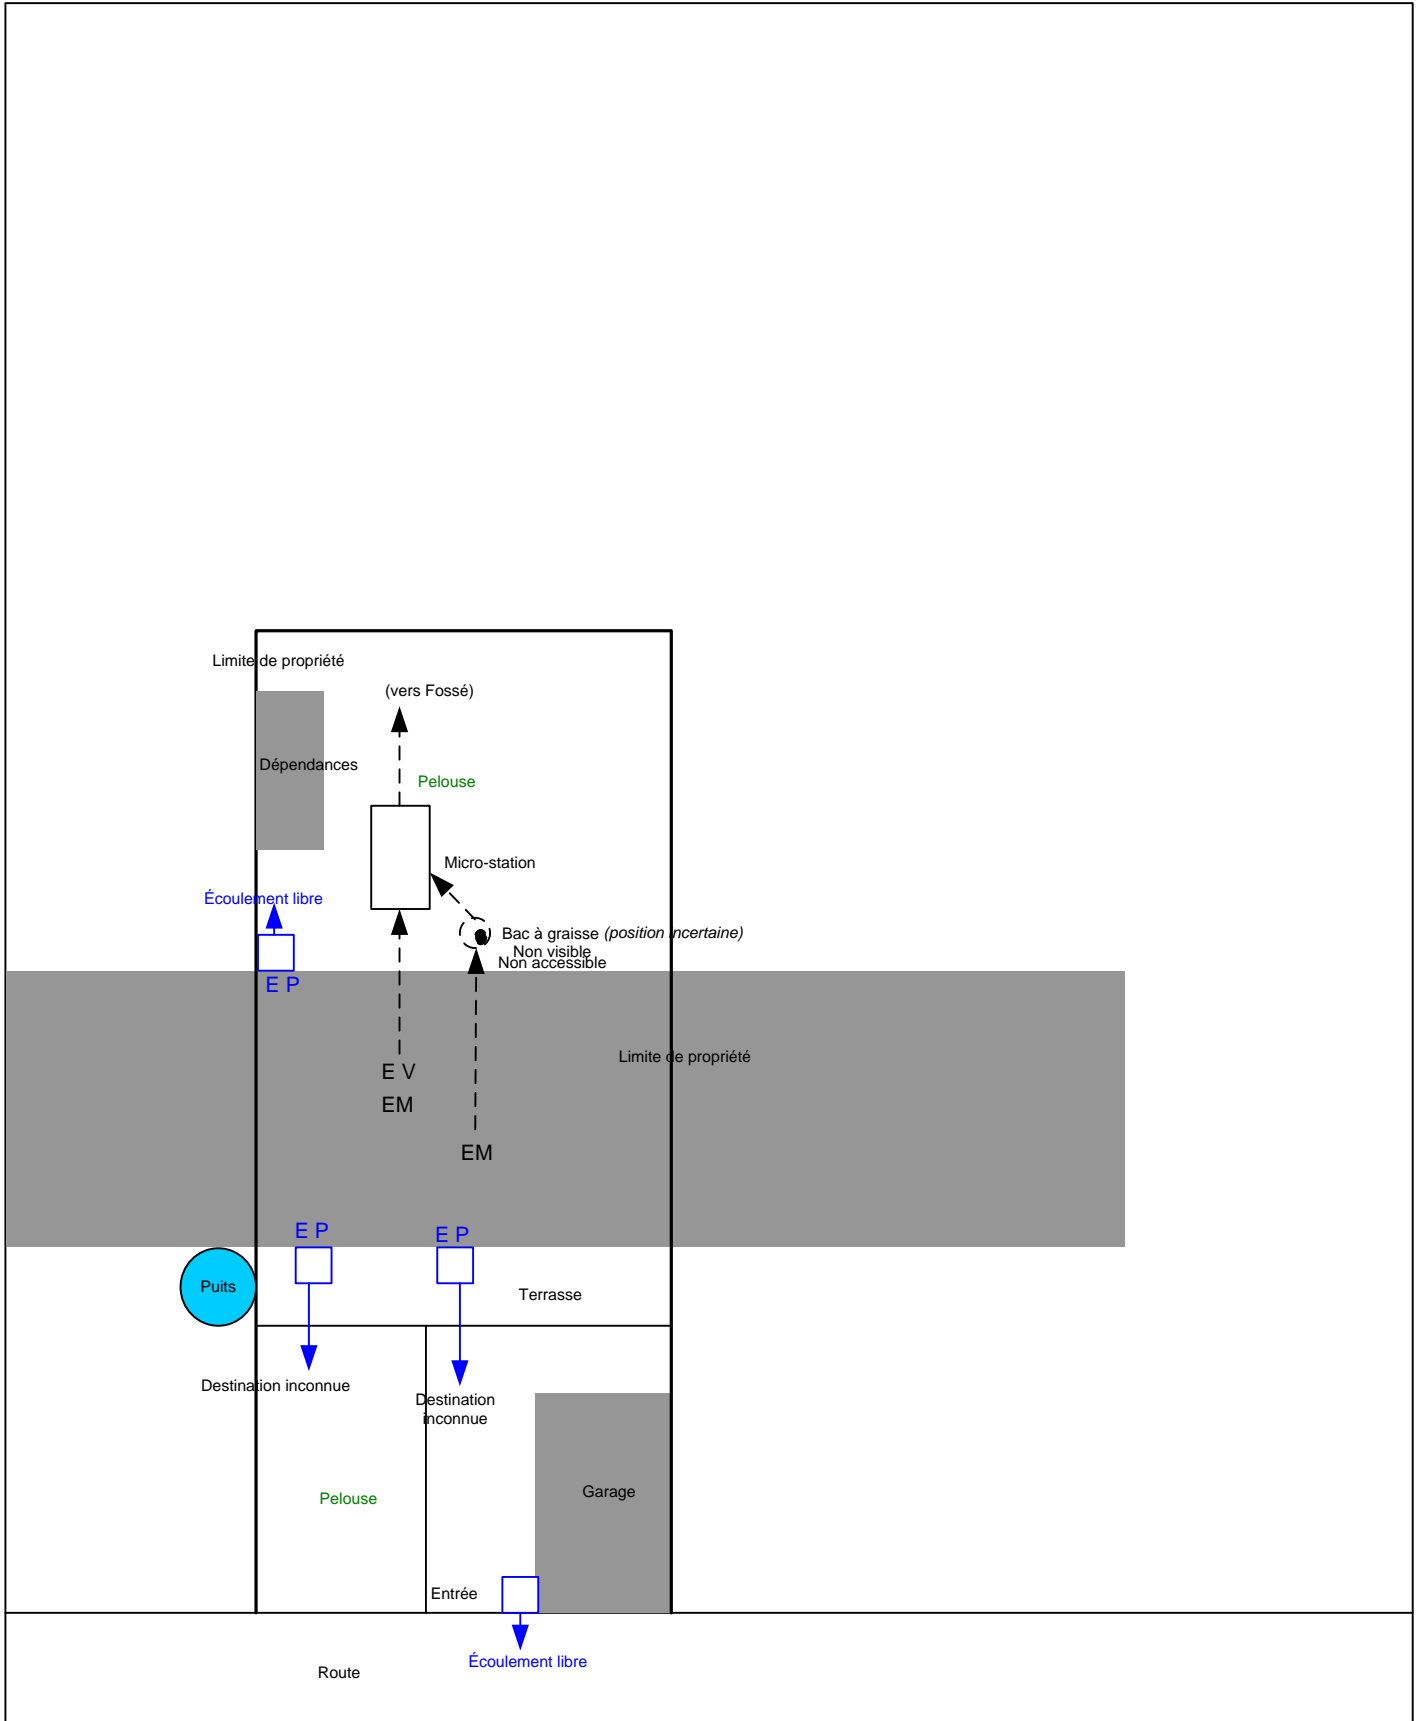 Limite de propriété
(vers Fossé)
Dépendances
Pelouse
Micro-station
Écoulement libre
Bac à graisse (position incertaine)
Non visible
Non accessible
E P
Limite de propriété
E V
EM
EM
E P
E P
Puits
Terrasse
Destination inconnue
Destination
inconnue
Garage
Pelouse
Entrée
Écoulement libre
Route